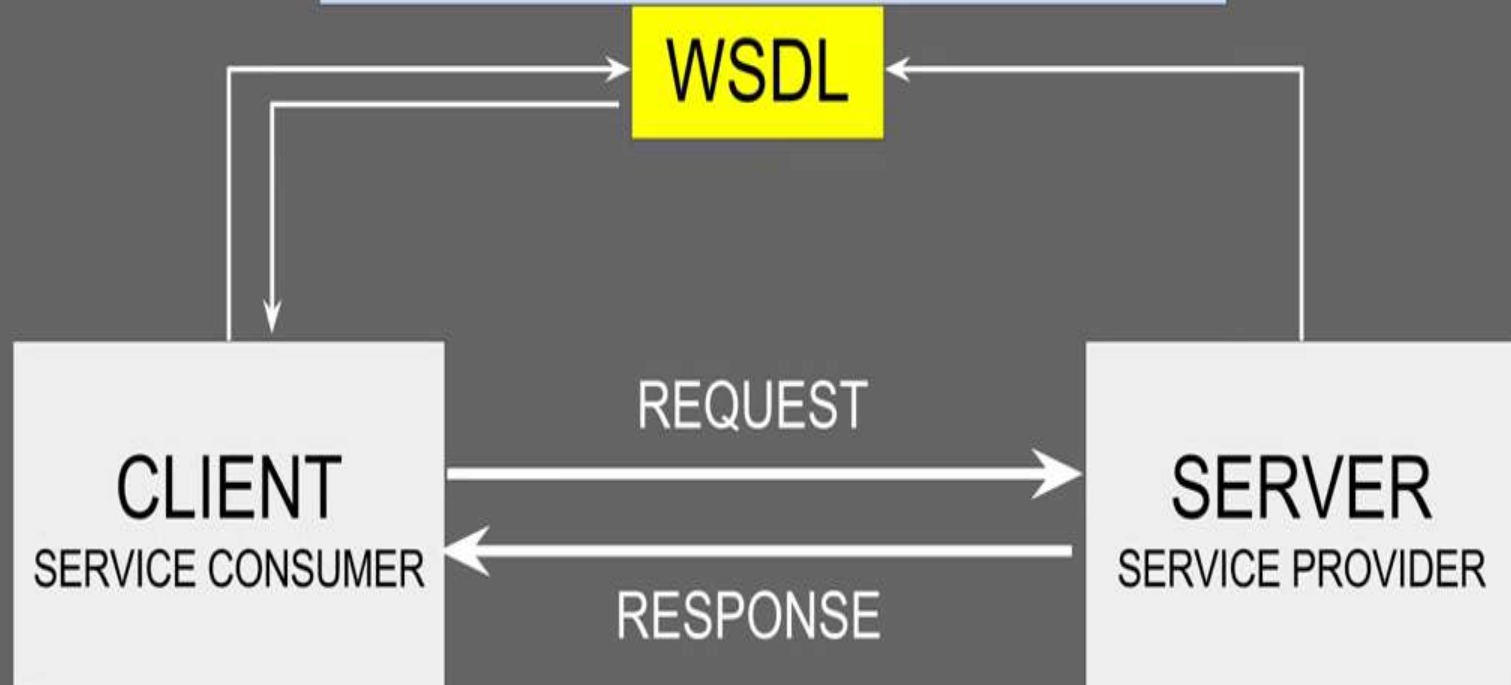 WSDL
REQUEST
CLIENT
SERVICE CONSUMER
SERVER
SERVICE PROVIDER
RESPONSE